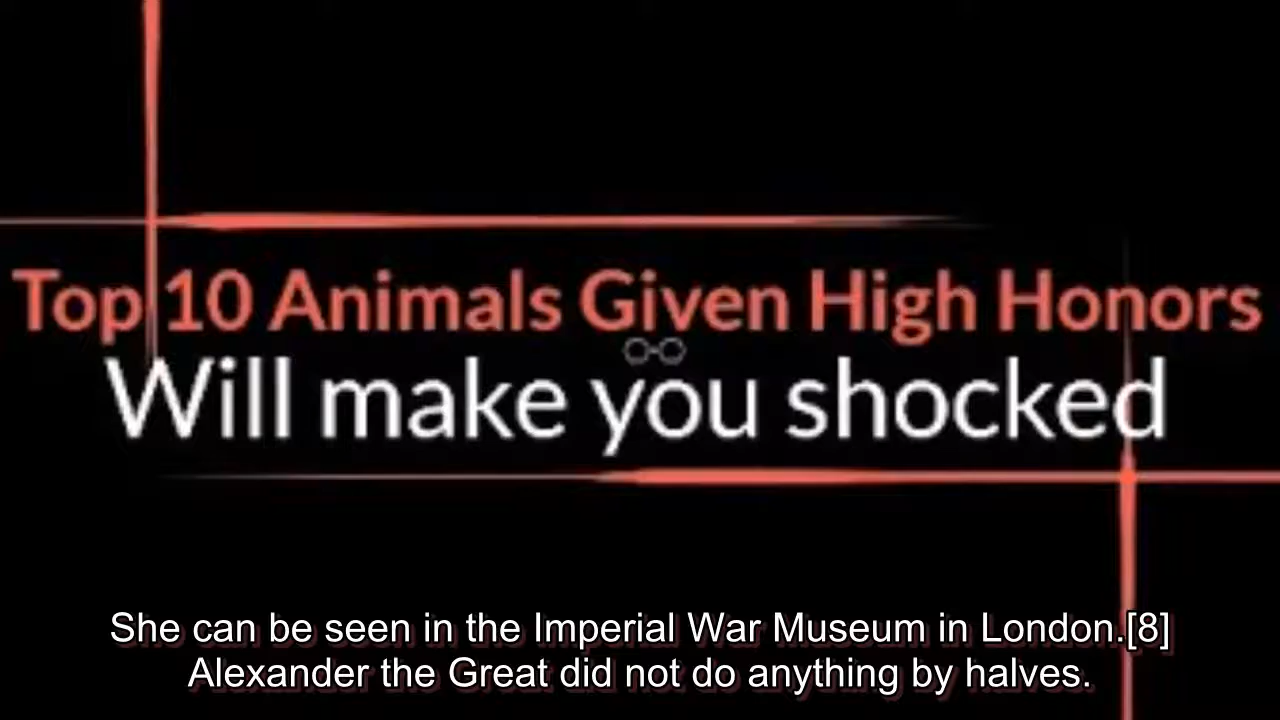 Top 10 Animals Given High Honors
Will make you shocked
She can be seen in the Imperial War Museum in London.[8]
Alexander the Great did not do anything by halves.